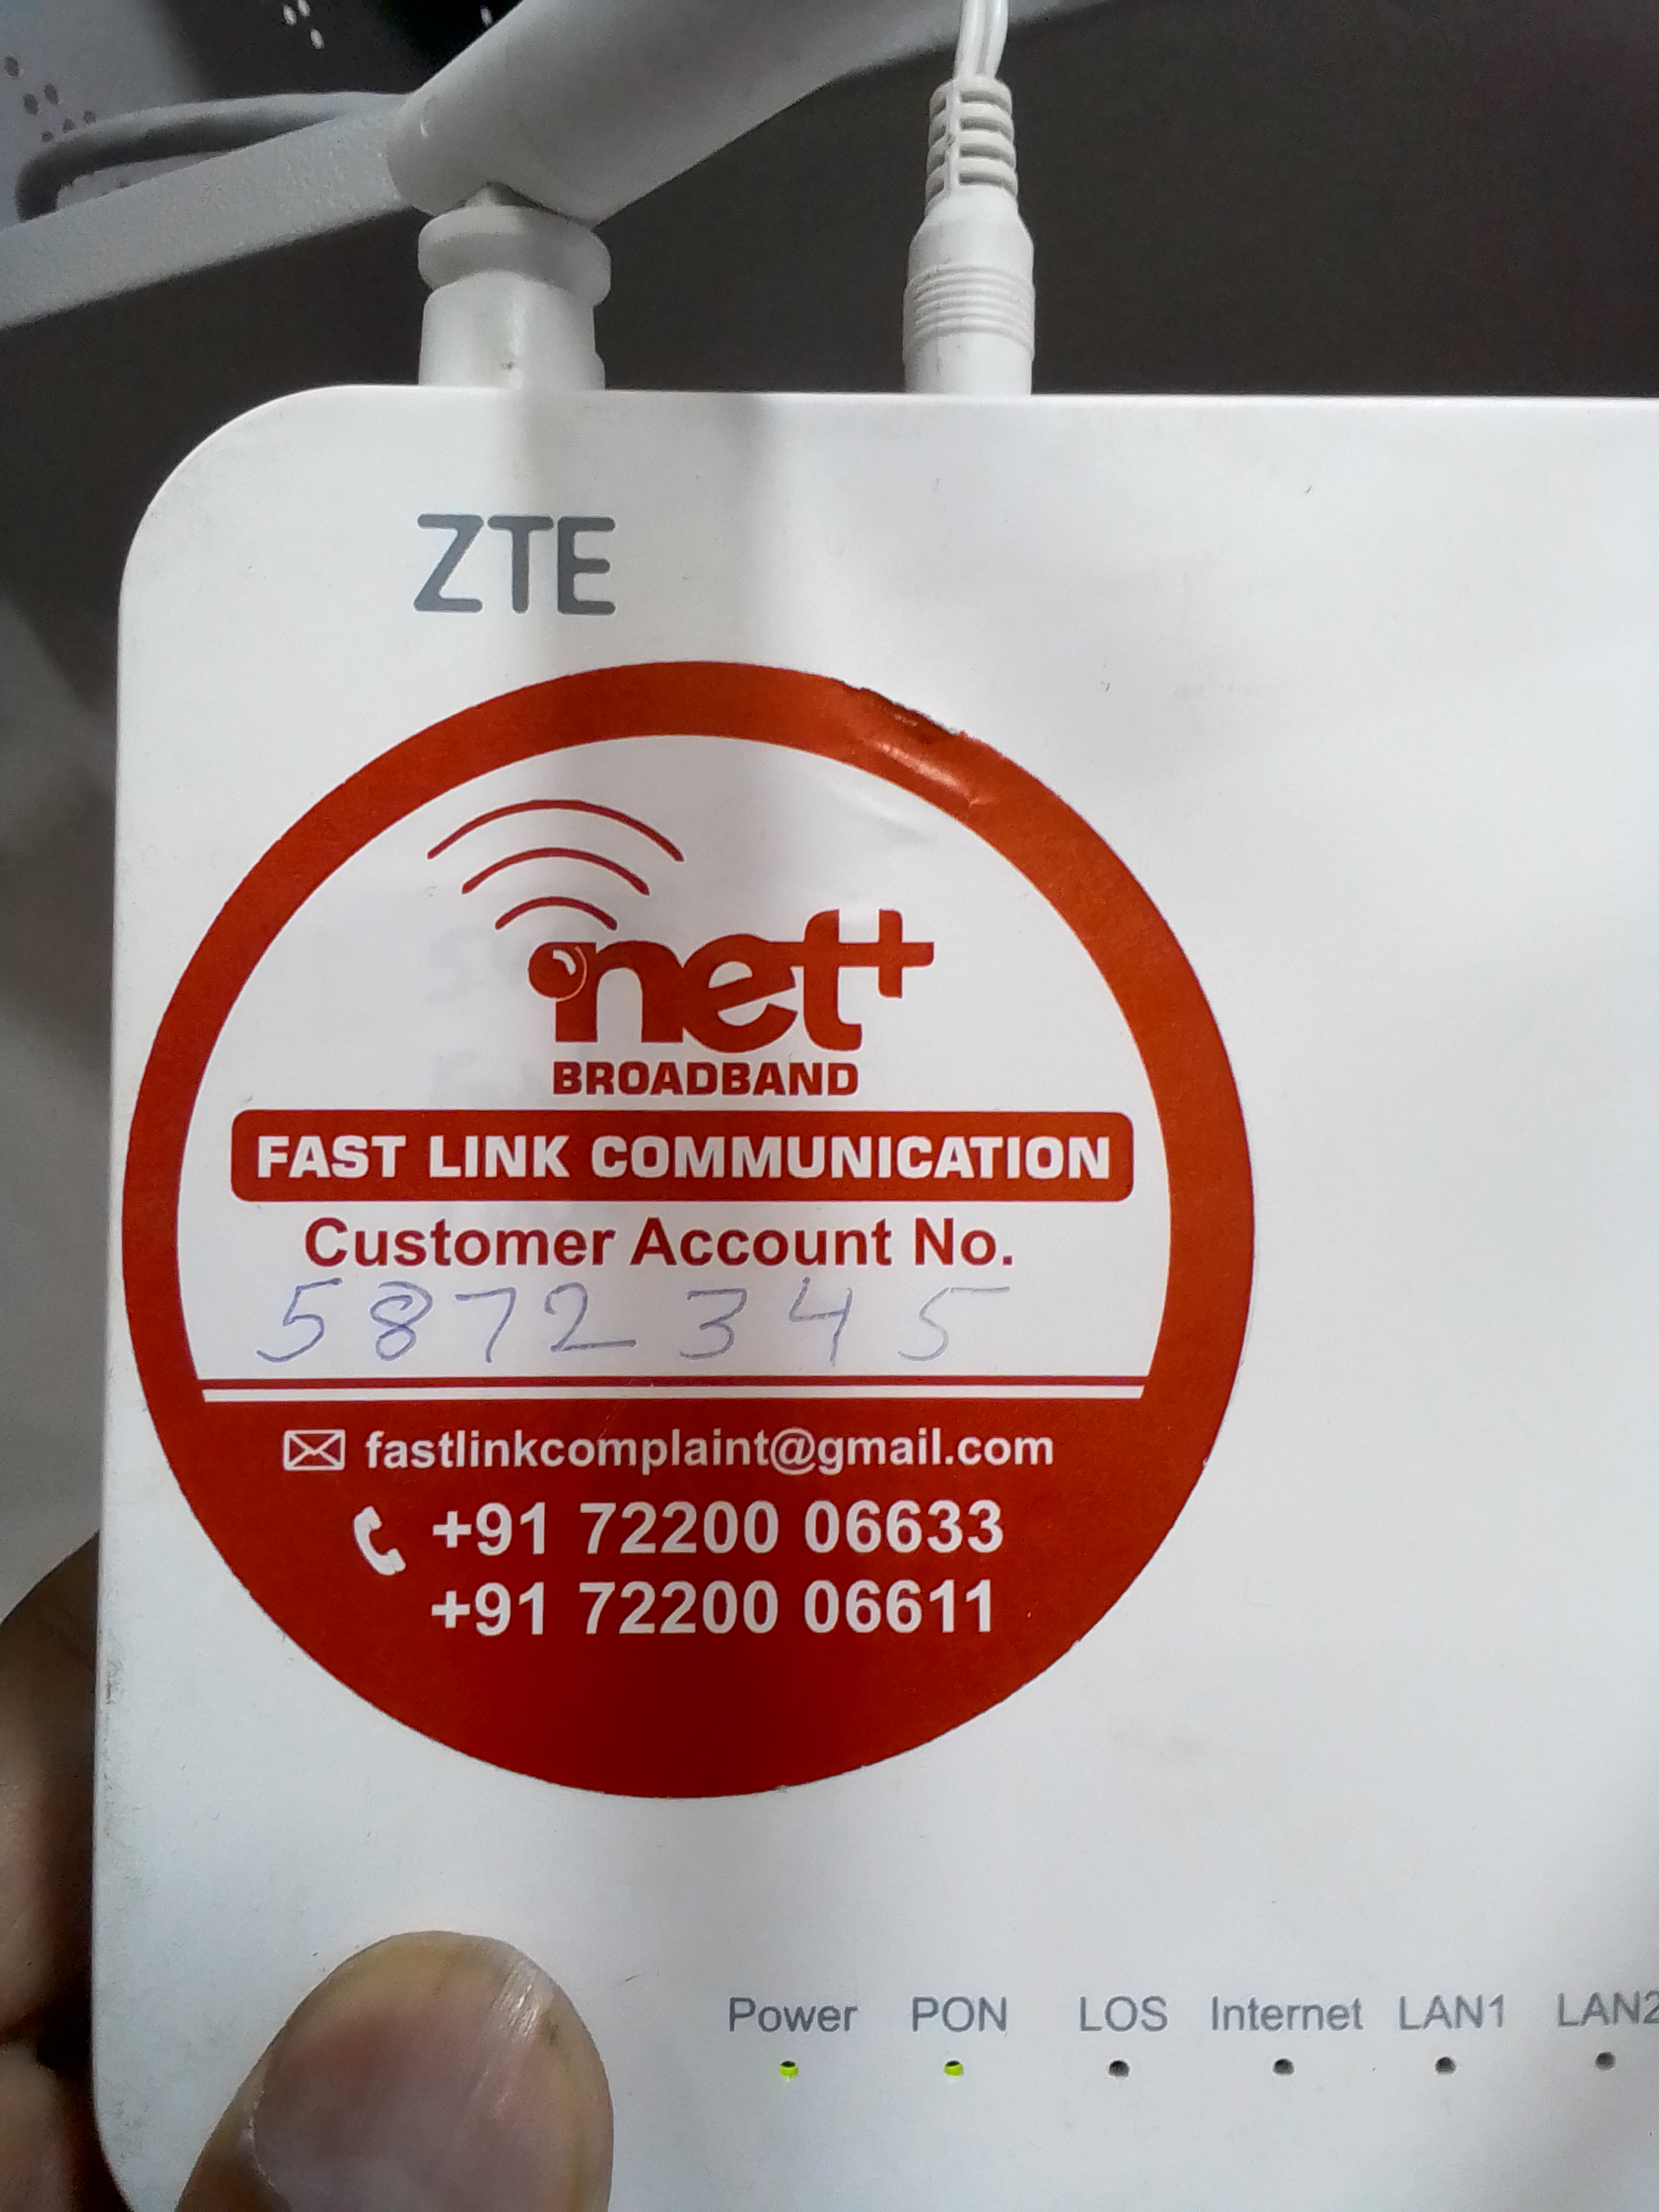 ZTE
net+
BROADBAND
FAST LINK COMMUNICATION
Customer Account No.
5872345
fastlinkcomplaint@gmail.com
+91 72200 06633
+91 72200 06611
Power PON LOS Internet LAN1 LAN2